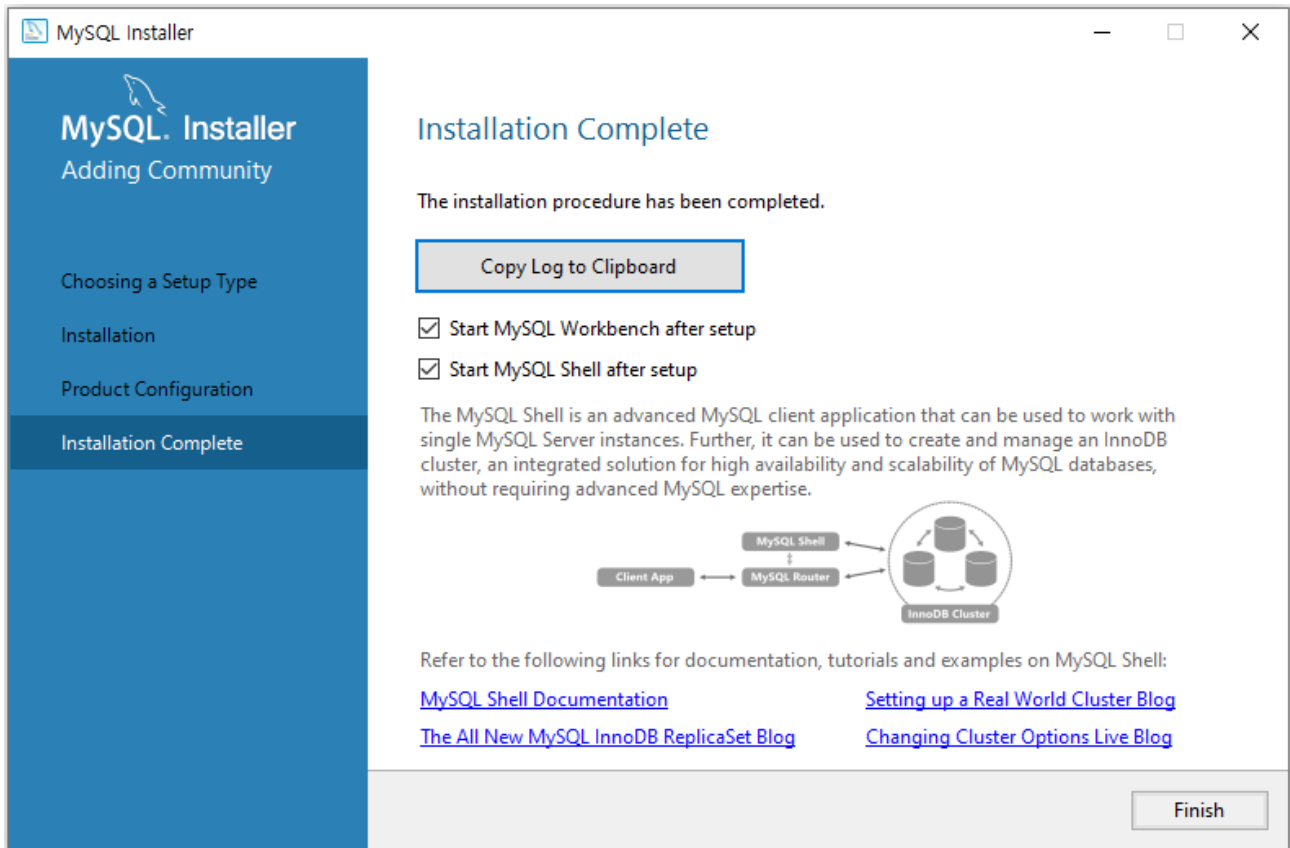 MySQL Installer
MySQL. Installer
Adding Community
Choosing a Setup Type
Installation
Product Configuration
Installation Complete
Installation Complete
The installation procedure has been completed.
Copy Log to Clipboard
Start MySQL Workbench after setup
Start MySQL Shell after setup
The MySQL Shell is an advanced MySQL client application that can be used to work with
single MySQL Server instances. Further, it can be used to create and manage an InnoDB
cluster, an integrated solution for high availability and scalability of MySQL databases,
without requiring advanced MySQL expertise.
MySQL Shell
Client App
MySQL Router
InnoDB Cluster
Refer to the following links for documentation, tutorials and examples on MySQL Shell:
MySQL Shell Documentation
Setting up a Real World Cluster Blog
The All New MySQL InnoDB ReplicaSet Blog
Changing Cluster Options Live Blog
Finish